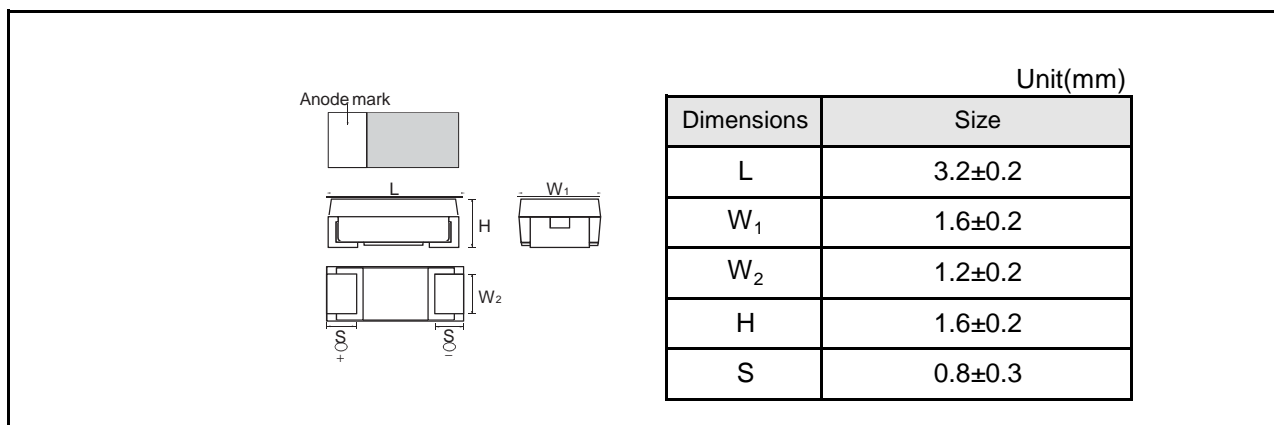 Unit(mm)
Anode mark
Dimensions Size
L 3.2±0.2
W1 1.6±0.2
W2 1.2±0.2
H 1.6±0.2
S 0.8±0.3
L
W1
H
W2
S S
+ −